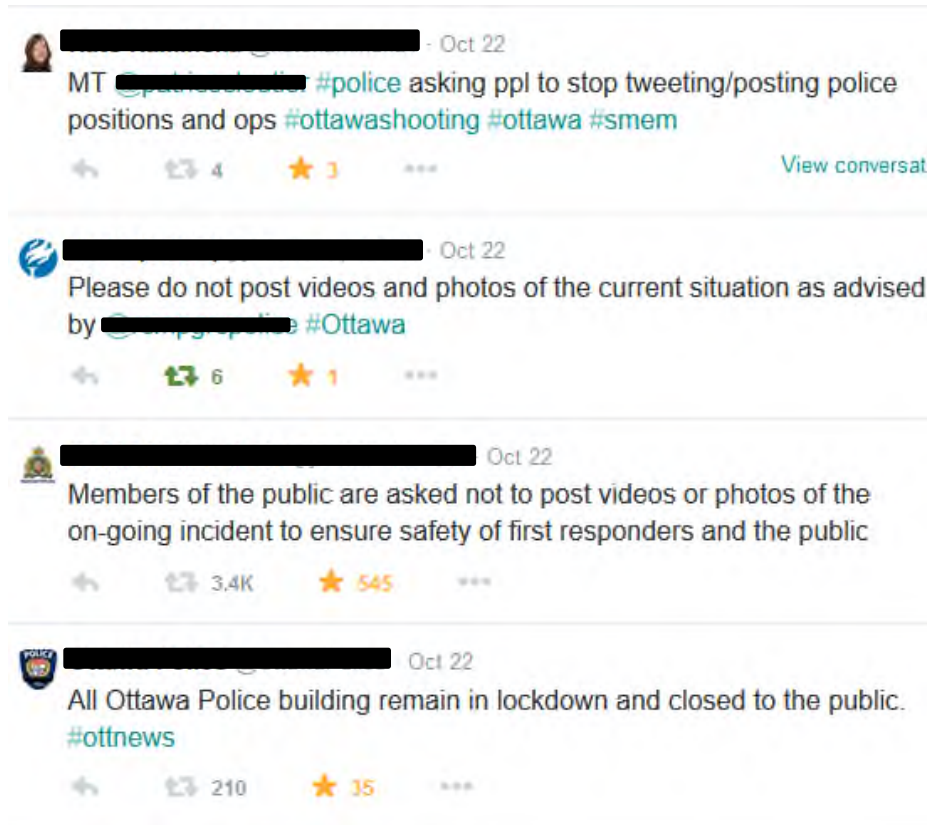 · Oct 22
MT #police asking ppl to stop tweeting/posting police
positions and ops #ottawashooting #ottawa #smem
4 3
View conversat
· Oct 22
Please do not post videos and photos of the current situation as advised
by #Ottawa
6 1
Oct 22
Members of the public are asked not to post videos or photos of the
on-going incident to ensure safety of first responders and the public
3.4K 545
POLICE
Oct 22
All Ottawa Police building remain in lockdown and closed to the public.
#ottnews
210 35